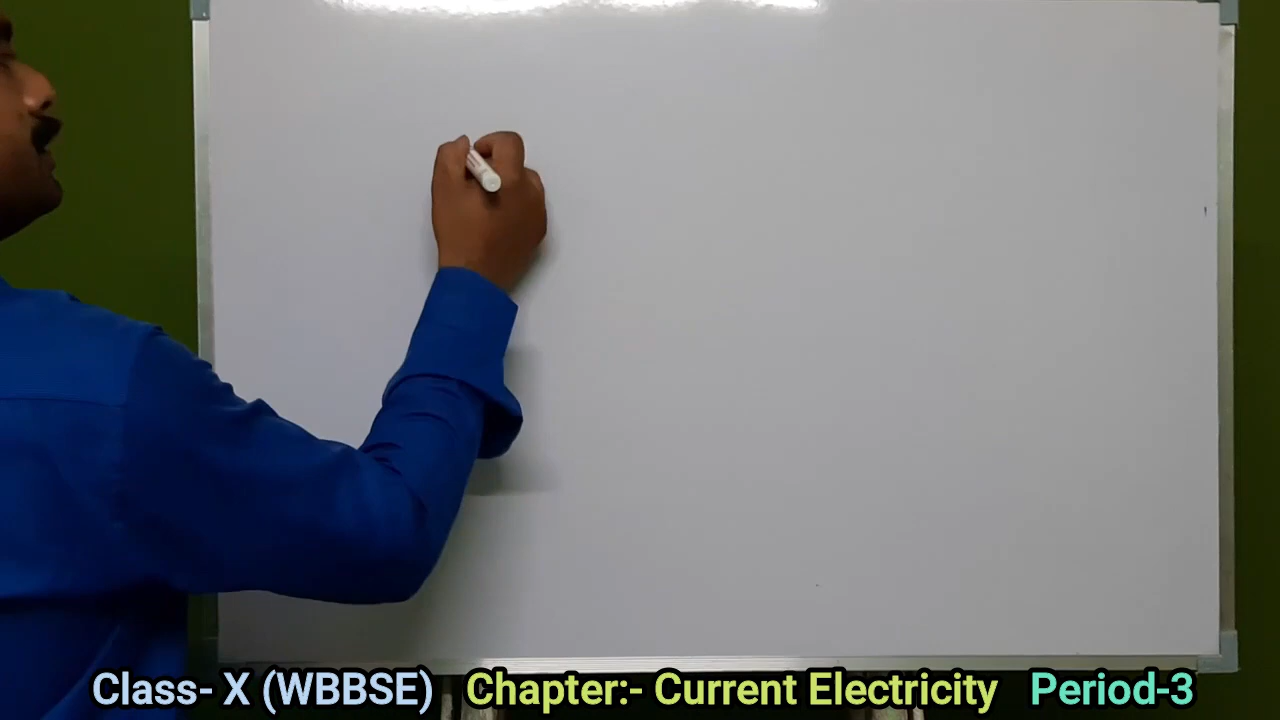 Class- X (WBBSE) Chapter:- Current Electricity Period-3